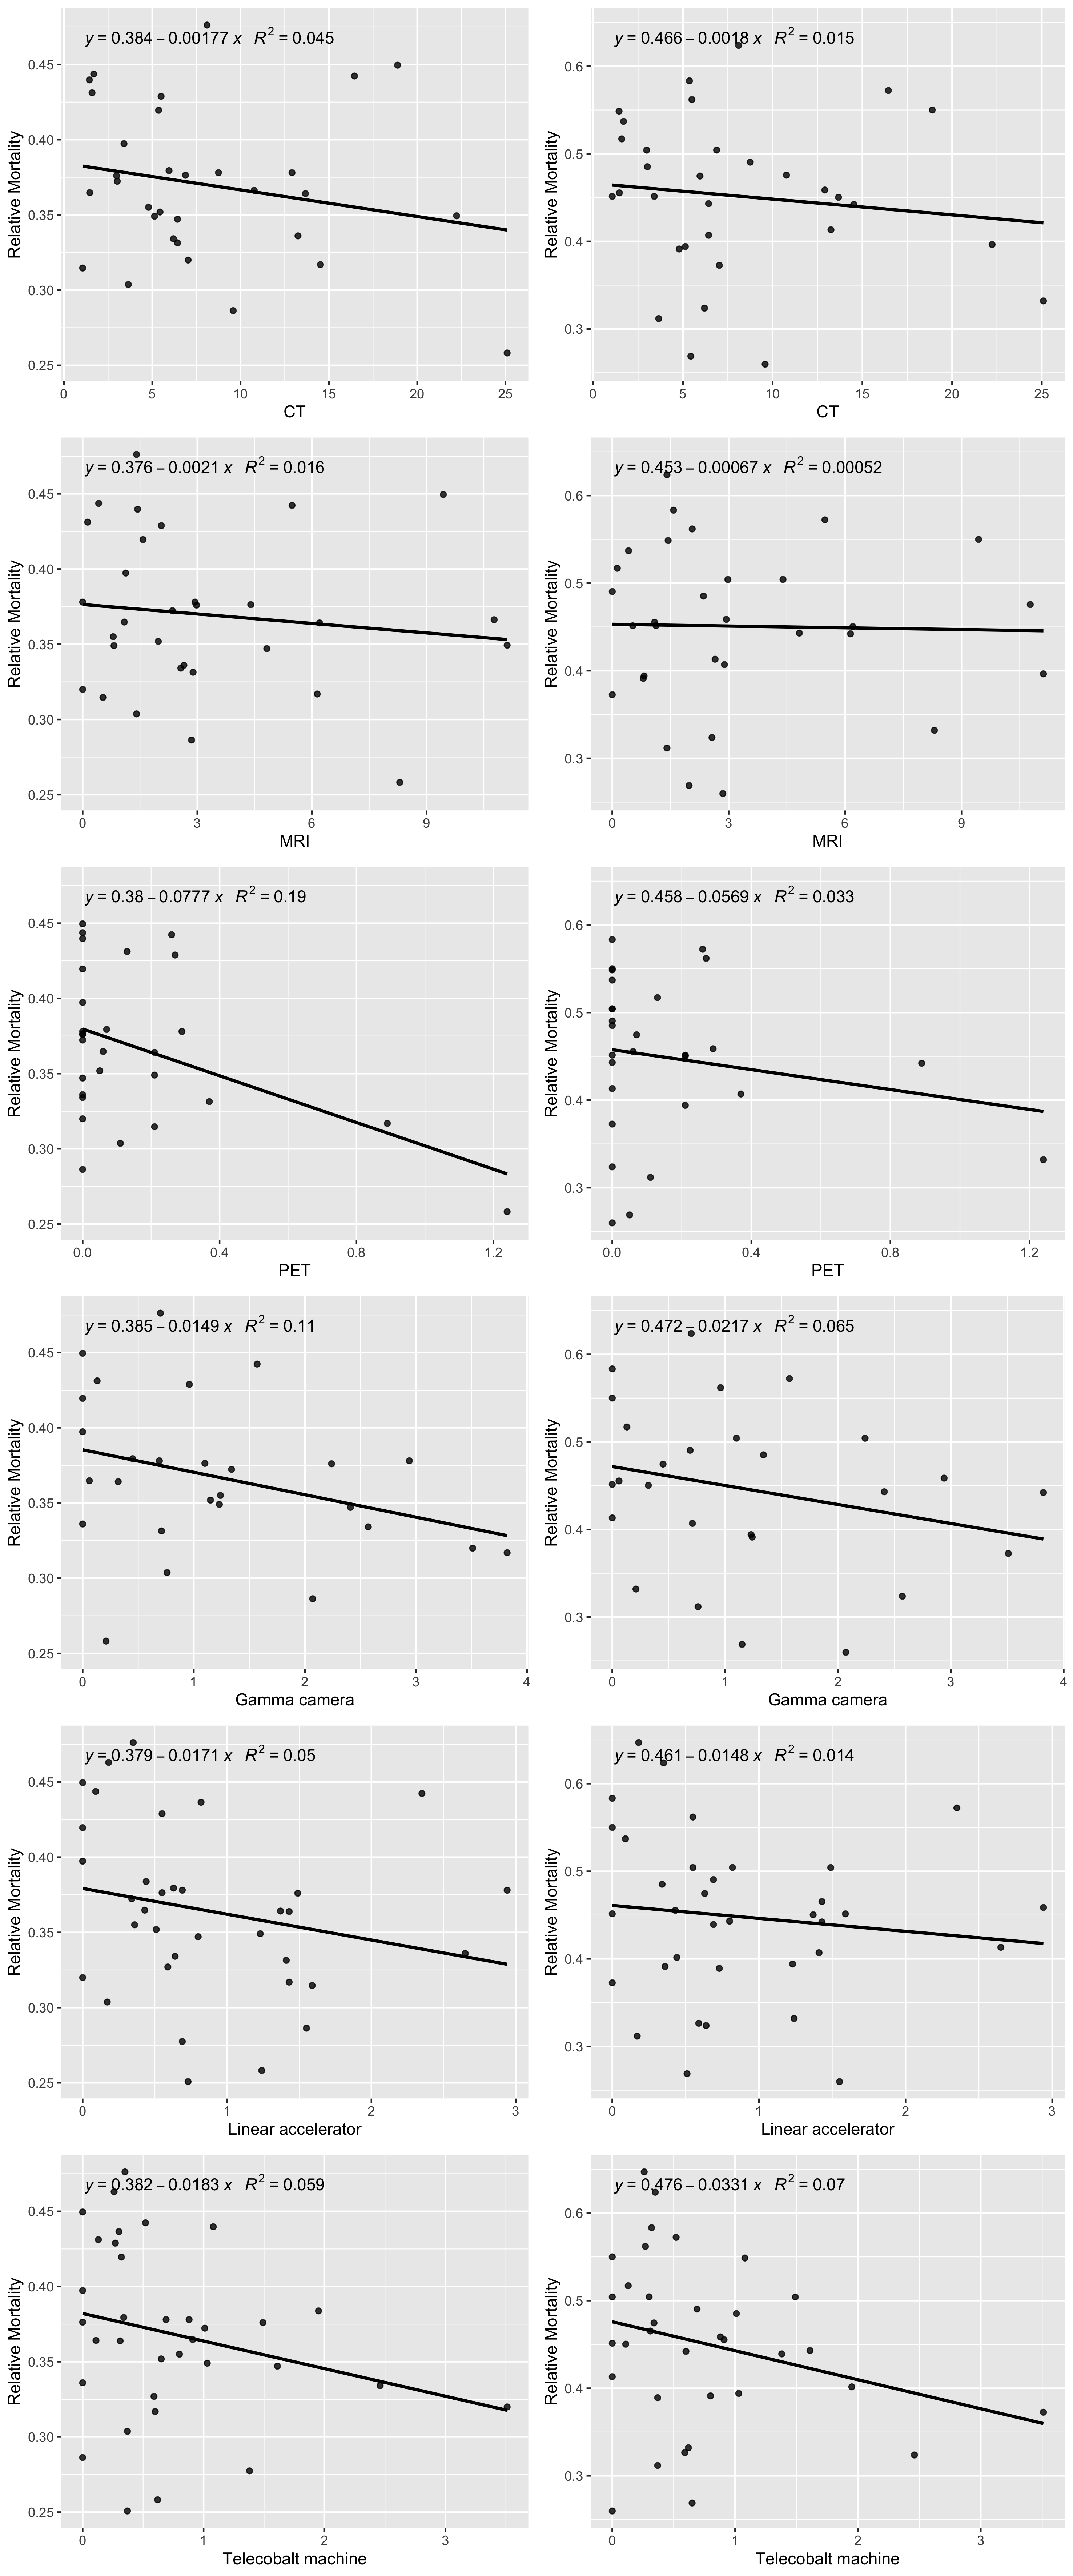 y = 0.384 – 0.00177 x R² = 0.045
0.45
0.40
0.35
0.30
0.25
Relative Mortality
0 5 10 15 20 25
CT
y = 0.466 – 0.0018 x R² = 0.015
0.6
0.5
0.4
0.3
Relative Mortality
0 5 10 15 20 25
CT
y = 0.376 – 0.0021 x R² = 0.016
0.45
0.40
0.35
0.30
0.25
Relative Mortality
0 3 6 9
MRI
y = 0.453 – 0.00067 x R² = 0.00052
0.6
0.5
0.4
0.3
Relative Mortality
0 3 6 9
MRI
y = 0.38 – 0.0777 x R² = 0.19
0.45
0.40
0.35
0.30
0.25
Relative Mortality
0.0 0.4 0.8 1.2
PET
y = 0.458 – 0.0569 x R² = 0.033
0.6
0.5
0.4
0.3
Relative Mortality
0.0 0.4 0.8 1.2
PET
y = 0.385 – 0.0149 x R² = 0.11
0.45
0.40
0.35
0.30
0.25
Relative Mortality
0 1 2 3 4
Gamma camera
y = 0.472 – 0.0217 x R² = 0.065
0.6
0.5
0.4
0.3
Relative Mortality
0 1 2 3 4
Gamma camera
y = 0.379 – 0.0171 x R² = 0.05
0.45
0.40
0.35
0.30
0.25
Relative Mortality
0 1 2 3
Linear accelerator
y = 0.461 – 0.0148 x R² = 0.014
0.6
0.5
0.4
0.3
Relative Mortality
0 1 2 3
Linear accelerator
y = 0.382 – 0.0183 x R² = 0.059
0.45
0.40
0.35
0.30
0.25
Relative Mortality
0 1 2 3
Telecobalt machine
y = 0.476 – 0.0331 x R² = 0.07
0.6
0.5
0.4
0.3
Relative Mortality
0 1 2 3
Telecobalt machine